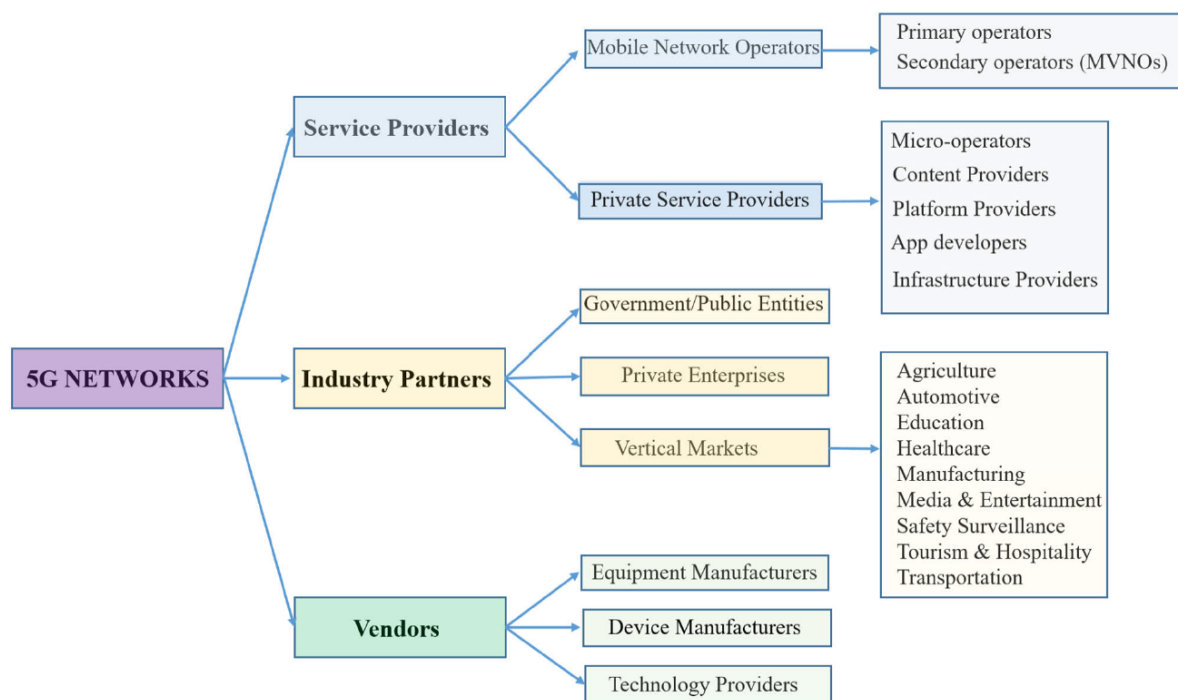 5G NETWORKS
Service Providers
Mobile Network Operators
Primary operators
Secondary operators (MVNOs)
Private Service Providers
Micro-operators
Content Providers
Platform Providers
App developers
Infrastructure Providers
Industry Partners
Government/Public Entities
Private Enterprises
Vertical Markets
Agriculture
Automotive
Education
Healthcare
Manufacturing
Media & Entertainment
Safety Surveillance
Tourism & Hospitality
Transportation
Vendors
Equipment Manufacturers
Device Manufacturers
Technology Providers